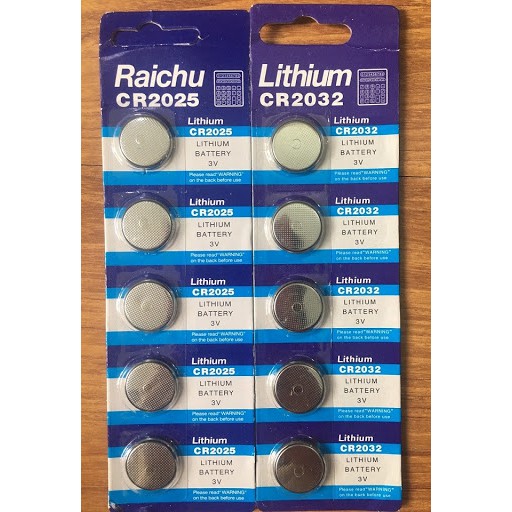 Raichu
CR2025
Lithium
CR2025
LITHIUM
BATTERY
3V
Please read"WARNING"
on the back before use
Lithium
CR2025
LITHIUM
BATTERY
3V
Please read"WARNING"
on the back before use
Lithium
CR2025
LITHIUM
BATTERY
3V
Please read"WARNING"
on the back before use
Lithium
CR2025
LITHIUM
BATTERY
3V
Please read"WARNING"
on the back before use
Lithium
CR2025
LITHIUM
BATTERY
3V
Please read"WARNING"
on the back before use
Lithium
CR2032
Lithium
CR2032
LITHIUM
BATTERY
3V
Please read"WARNING"
on the back before use
Lithium
CR2032
LITHIUM
BATTERY
3V
Please read"WARNING"
on the back before use
Lithium
CR2032
LITHIUM
BATTERY
3V
Please read"WARNING"
on the back before use
Lithium
CR2032
LITHIUM
BATTERY
3V
Please read"WARNING"
on the back before use
Lithium
CR2032
LITHIUM
BATTERY
3V
Please read"WARNING"
on the back before use